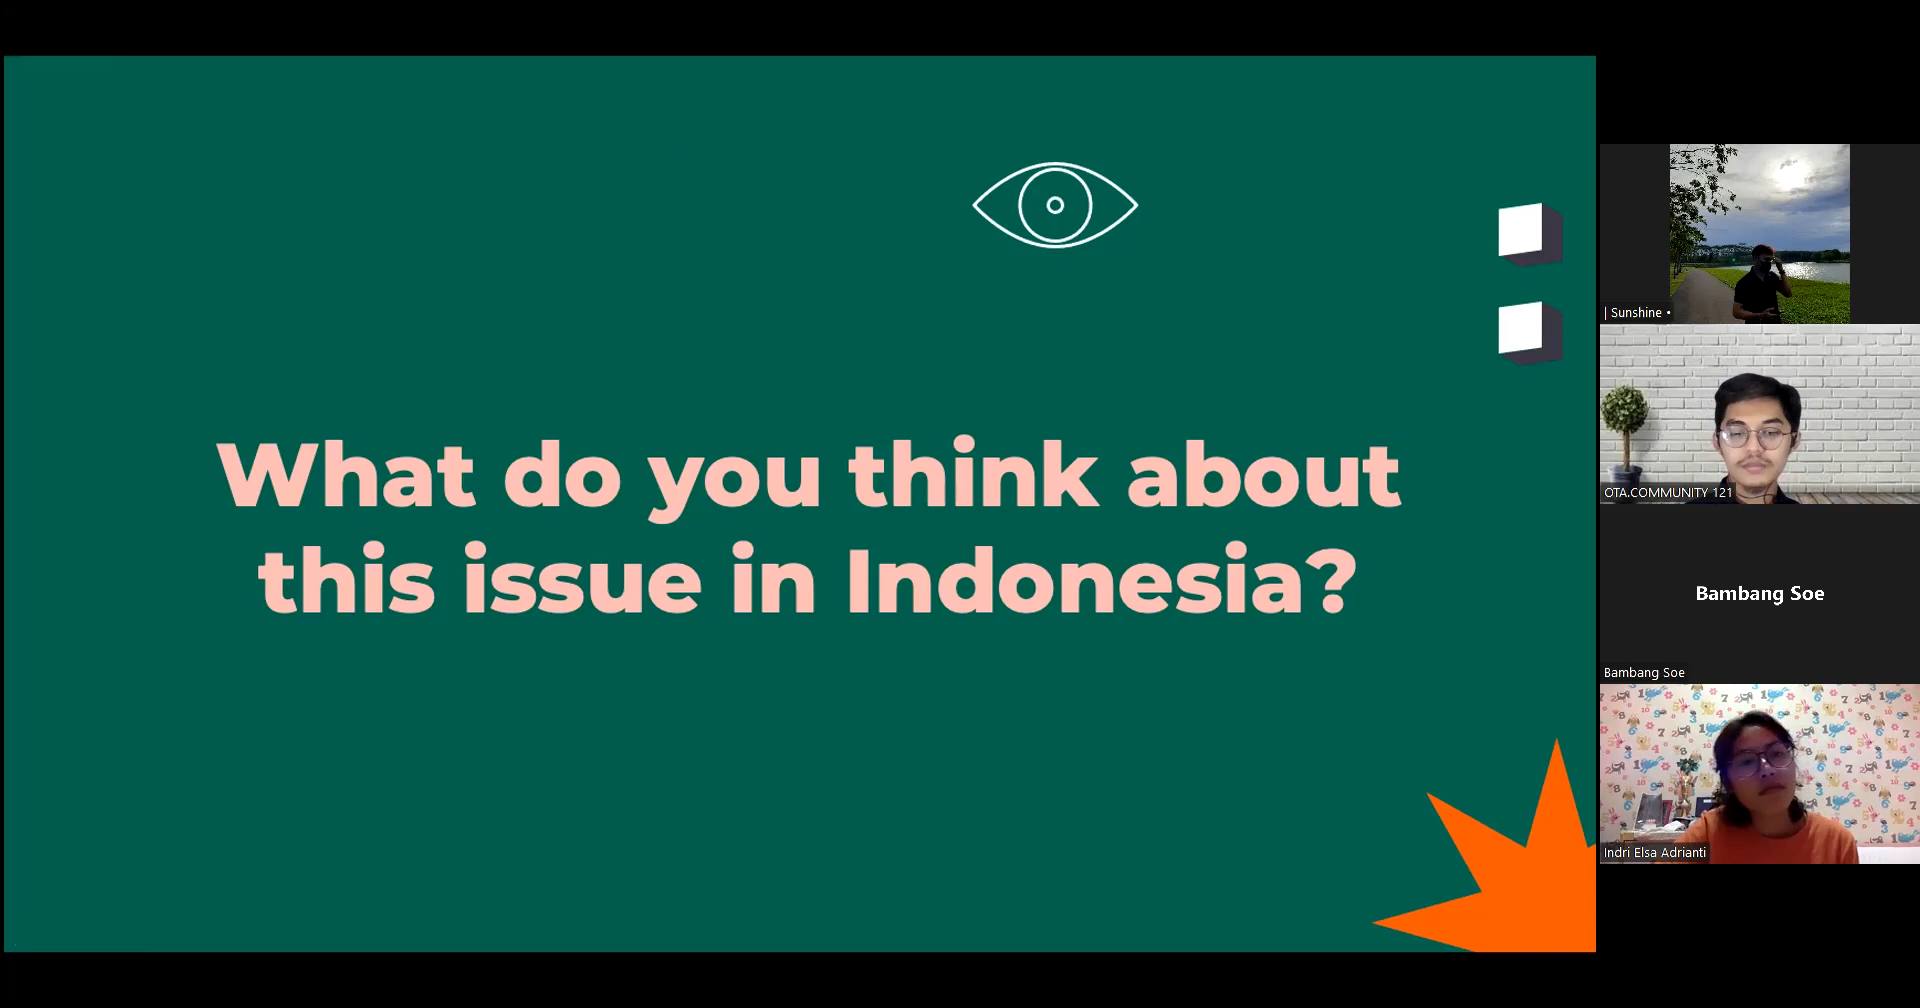 What do you think about
this issue in Indonesia?
| Sunshine •
OTA.COMMUNITY 121
Bambang Soe
Bambang Soe
Indri Elsa Adrianti